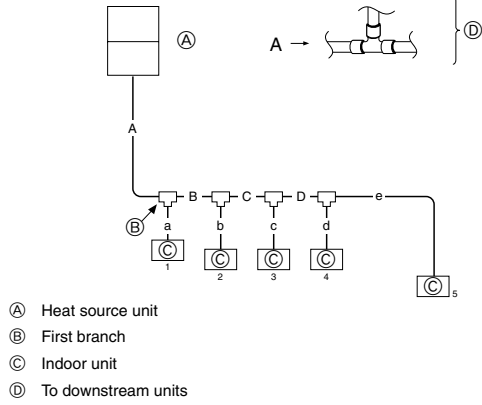 Ⓐ
A →
Ⓓ
A
B C D e
Ⓑ
a b c d
Ⓒ Ⓒ Ⓒ Ⓒ Ⓒ
1 2 3 4 5
Ⓐ Heat source unit
Ⓑ First branch
Ⓒ Indoor unit
Ⓓ To downstream units